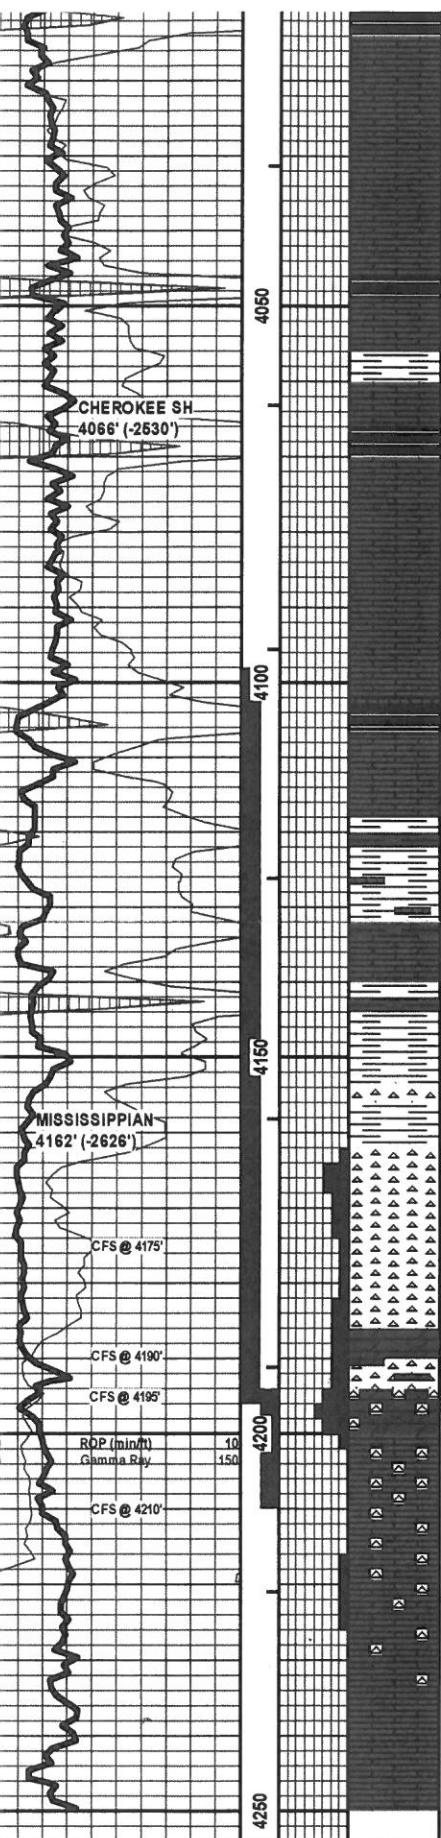 4050
CHEROKEE SH
4066' (-2530')
4100
4150
MISSISSIPPIAN
4162' (-2626')
CFS @ 4175'
CFS @ 4190'
CFS @ 4195'
4200
ROP (min/ft) 10
Gamma Ray 150
CFS @ 4210'
4250